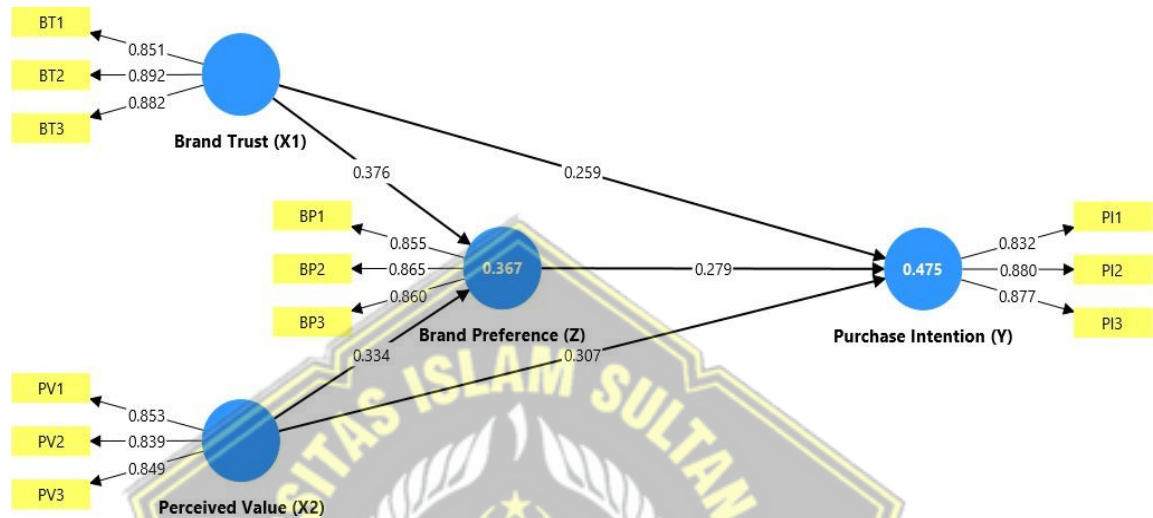 BT1
0.851
BT2
0.892
BT3
0.882
Brand Trust (X1)
0.376
0.259
BP1
0.855
BP2
0.865
BP3
0.860
0.367
Brand Preference (Z)
0.279
0.475
Purchase Intention (Y)
PI1
0.832
PI2
0.880
PI3
0.877
0.334
0.307
PV1
0.853
PV2
0.839
PV3
0.849
Perceived Value (X2)
SITAS ISLAM SULTAN